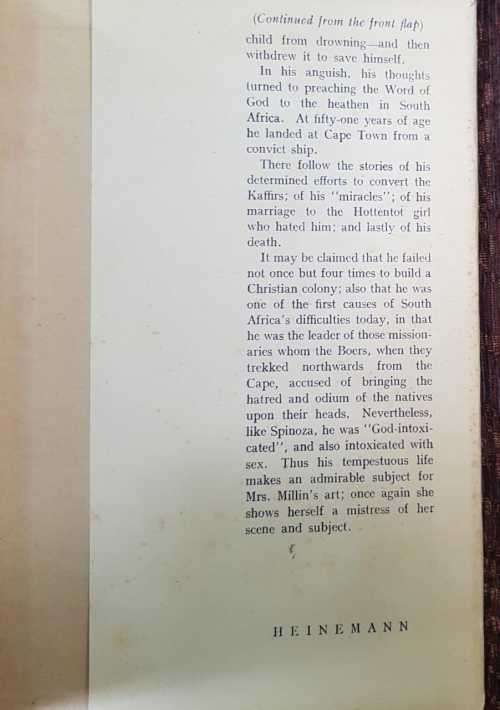 (Continued from the front flap)
child from drowning—and then
withdrew it to save himself.
In his anguish, his thoughts
turned to preaching the Word of
God to the heathen in South
Africa. At fifty-one years of age
he landed at Cape Town from a
convict ship.
There follow the stories of his
determined efforts to convert the
Kaffirs; of his "miracles"; of his
marriage to the Hottentot girl
who hated him; and lastly of his
death.
It may be claimed that he failed
not once but four times to build a
Christian colony; also that he was
one of the first causes of South
Africa's difficulties today, in that
he was the leader of those mission-
aries whom the Boers, when they
trekked northwards from the
Cape, accused of bringing the
hatred and odium of the natives
upon their heads. Nevertheless,
like Spinoza, he was "God-intoxi-
cated", and also intoxicated with
sex. Thus his tempestuous life
makes an admirable subject for
Mrs. Millin's art; once again she
shows herself a mistress of her
scene and subject.
HEINEMANN